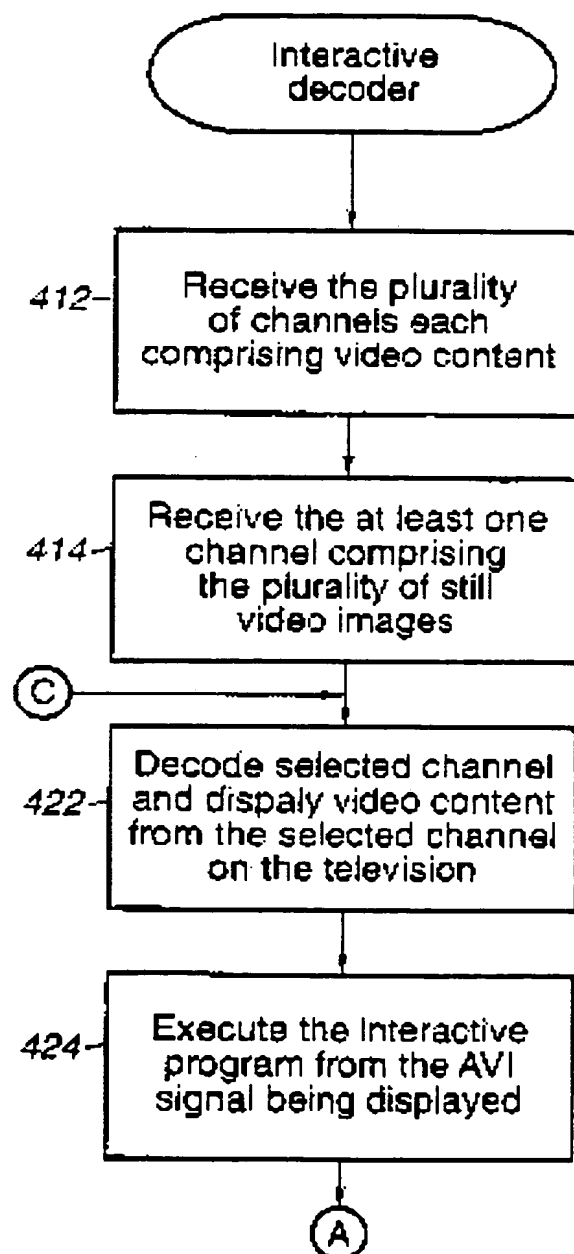 Interactive
decoder
412
Receive the plurality
of channels each
comprising video content
414
Receive the at least one
channel comprising
the plurality of still
video images
C
422
Decode selected channel
and dispaly video content
from the selected channel
on the television
424
Execute the Interactive
program from the AVI
signal being displayed
A